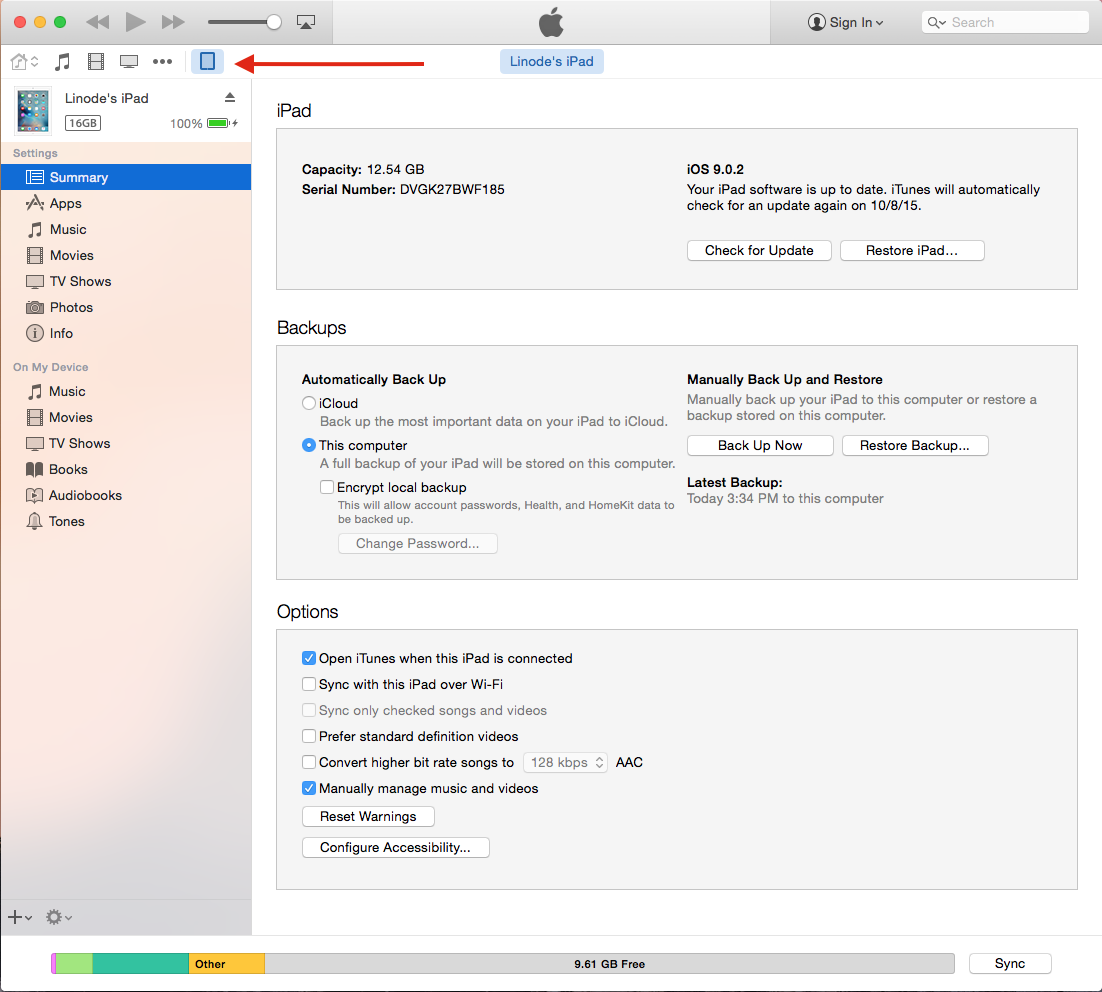 Sign In
Search
Linode's iPad
Linode's iPad
16GB
100%
Settings
Summary
Apps
Music
Movies
TV Shows
Photos
Info
On My Device
Music
Movies
TV Shows
Books
Audiobooks
Tones
iPad
Capacity: 12.54 GB
Serial Number: DVGK27BWF185
iOS 9.0.2
Your iPad software is up to date. iTunes will automatically
check for an update again on 10/8/15.
Check for Update
Restore iPad...
Backups
Automatically Back Up
iCloud
Back up the most important data on your iPad to iCloud.
This computer
A full backup of your iPad will be stored on this computer.
Encrypt local backup
This will allow account passwords, Health, and HomeKit data to
be backed up.
Change Password...
Manually Back Up and Restore
Manually back up your iPad to this computer or restore a
backup stored on this computer.
Back Up Now
Restore Backup...
Latest Backup:
Today 3:34 PM to this computer
Options
Open iTunes when this iPad is connected
Sync with this iPad over Wi-Fi
Sync only checked songs and videos
Prefer standard definition videos
Convert higher bit rate songs to 128 kbps AAC
Manually manage music and videos
Reset Warnings
Configure Accessibility...
Other
9.61 GB Free
Sync